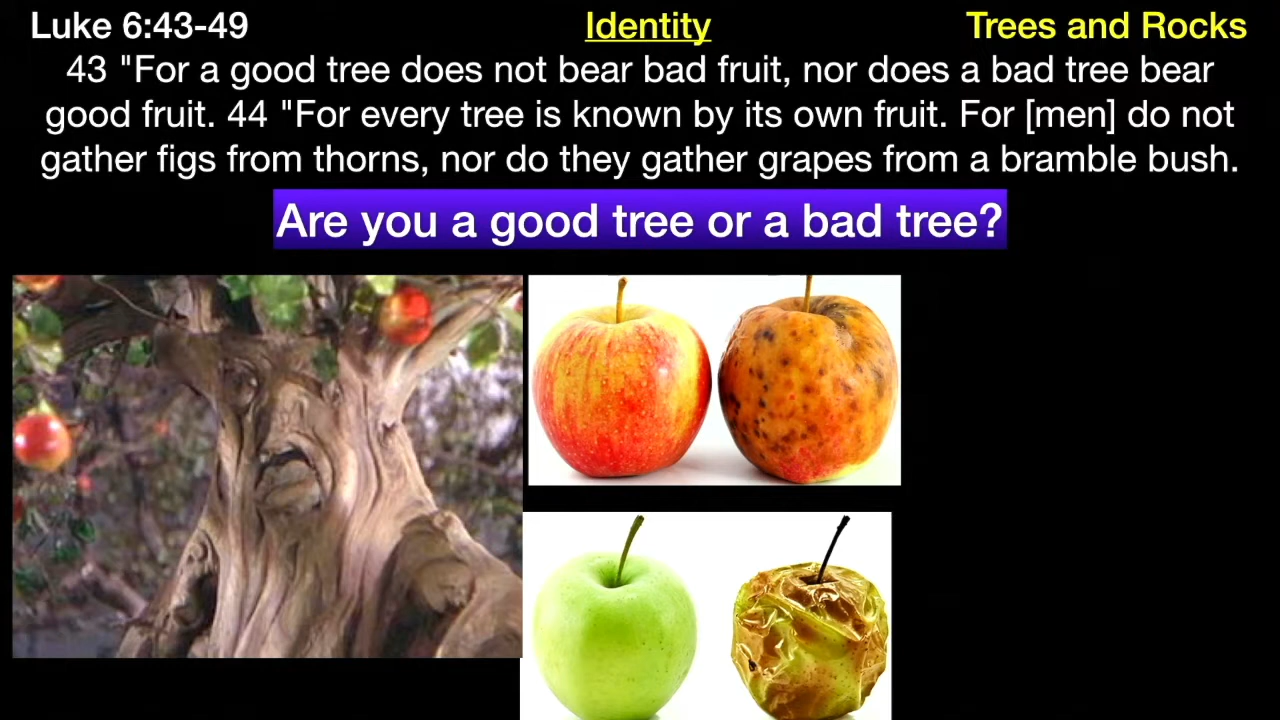 Luke 6:43-49 Identity Trees and Rocks
43 "For a good tree does not bear bad fruit, nor does a bad tree bear
good fruit. 44 "For every tree is known by its own fruit. For [men] do not
gather figs from thorns, nor do they gather grapes from a bramble bush.
Are you a good tree or a bad tree?